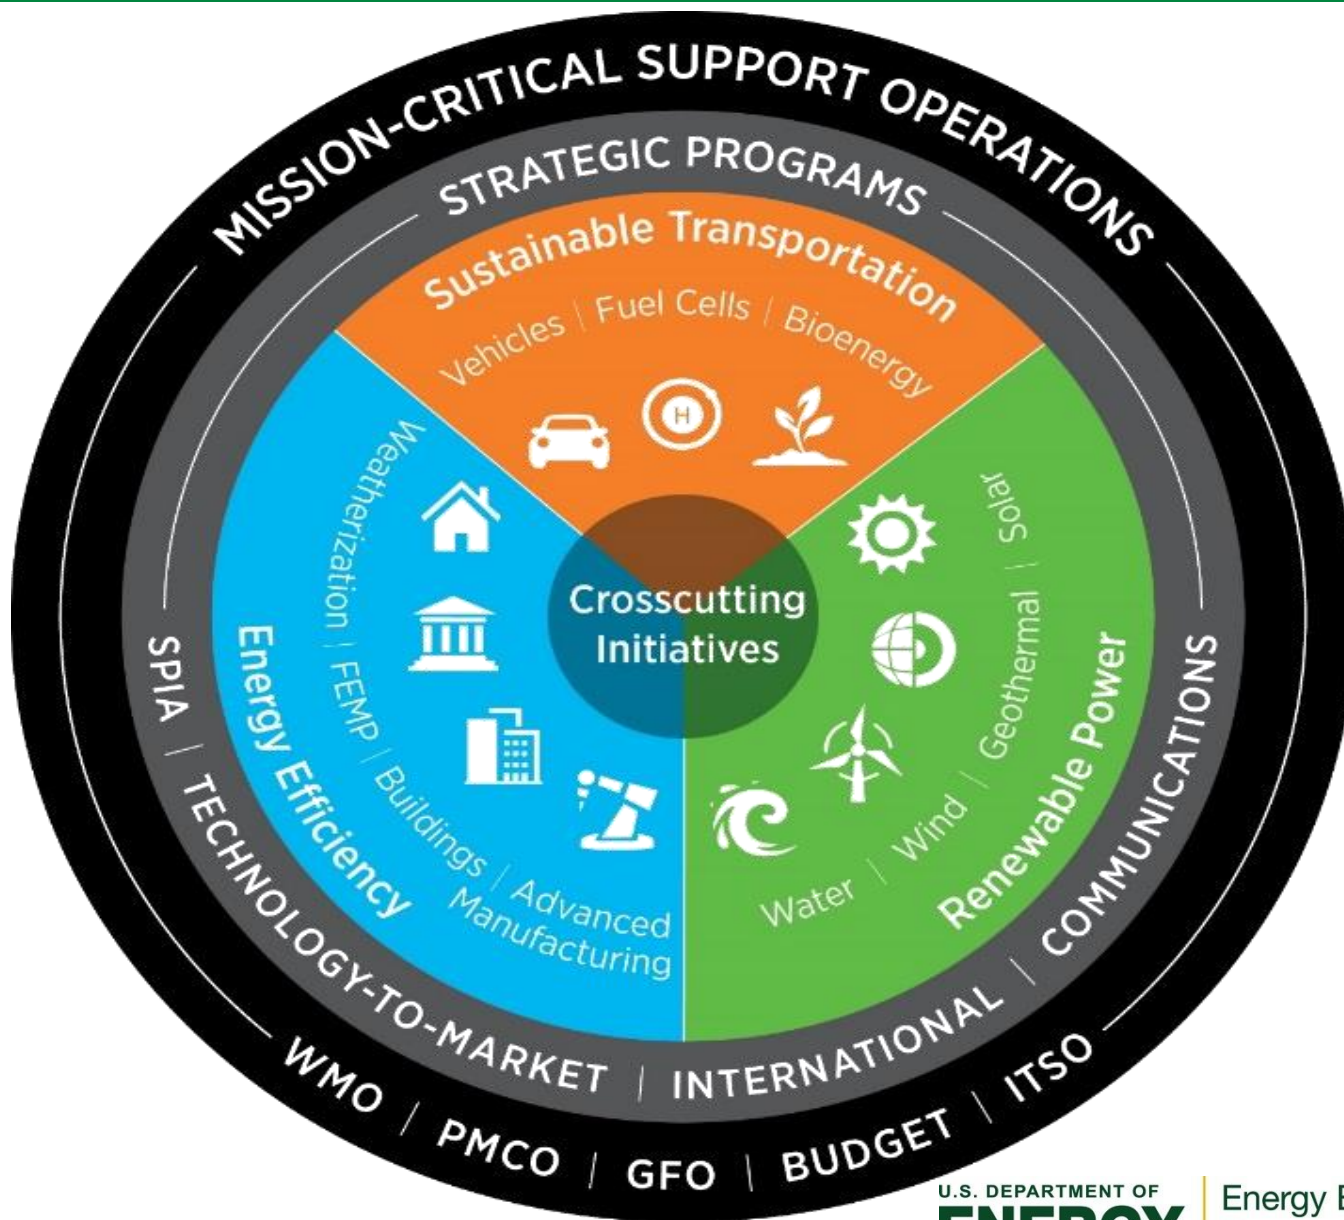 MISSION-CRITICAL SUPPORT OPERATIONS
STRATEGIC PROGRAMS
Sustainable Transportation
Vehicles | Fuel Cells | Bioenergy
H
Weatherization | FEMP | Buildings | Advanced
Manufacturing
Energy Efficiency
Crosscutting
Initiatives
Water | Wind | Geothermal | Solar
Renewable Power
SPIA | TECHNOLOGY-TO-MARKET | INTERNATIONAL | COMMUNICATIONS
WMO | PMCO | GFO | BUDGET | ITSO
U.S. DEPARTMENT OF
ENERGY
Energy